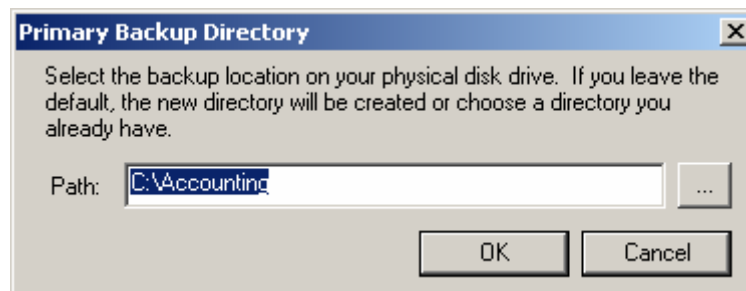 Primary Backup Directory
Select the backup location on your physical disk drive. If you leave the
default, the new directory will be created or choose a directory you
already have.
Path: C:\Accounting ...
OK Cancel